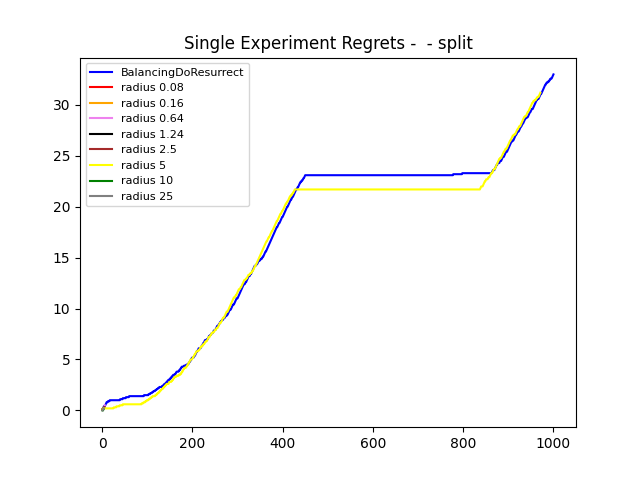 Single Experiment Regrets -  - split
BalancingDoResurrect
radius 0.08
radius 0.16
radius 0.64
radius 1.24
radius 2.5
radius 5
radius 10
radius 25
30
25
20
15
10
5
0
0 200 400 600 800 1000